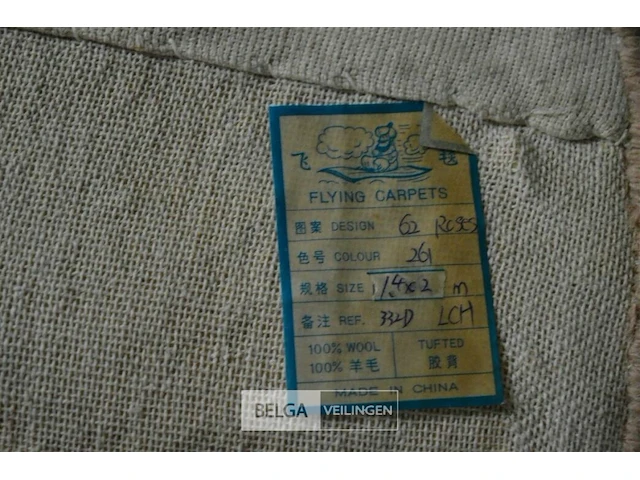 飞 毯
FLYING CARPETS
图案 DESIGN 62 Roses
色号 COLOUR 261
规格 SIZE 1.4x2 m
备注 REF. 332D LCH
100% WOOL
100% 羊毛
TUFTED
胶背
MADE IN CHINA
BELGA VEILINGEN